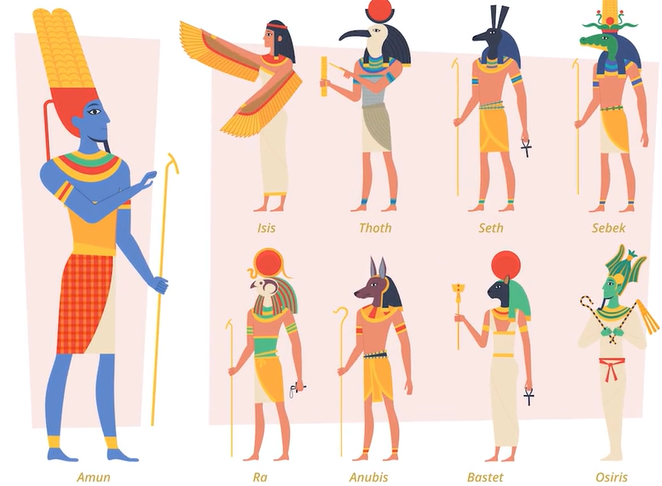 Isis
Thoth
Seth
Sebek
Amun
Ra
Anubis
Bastet
Osiris